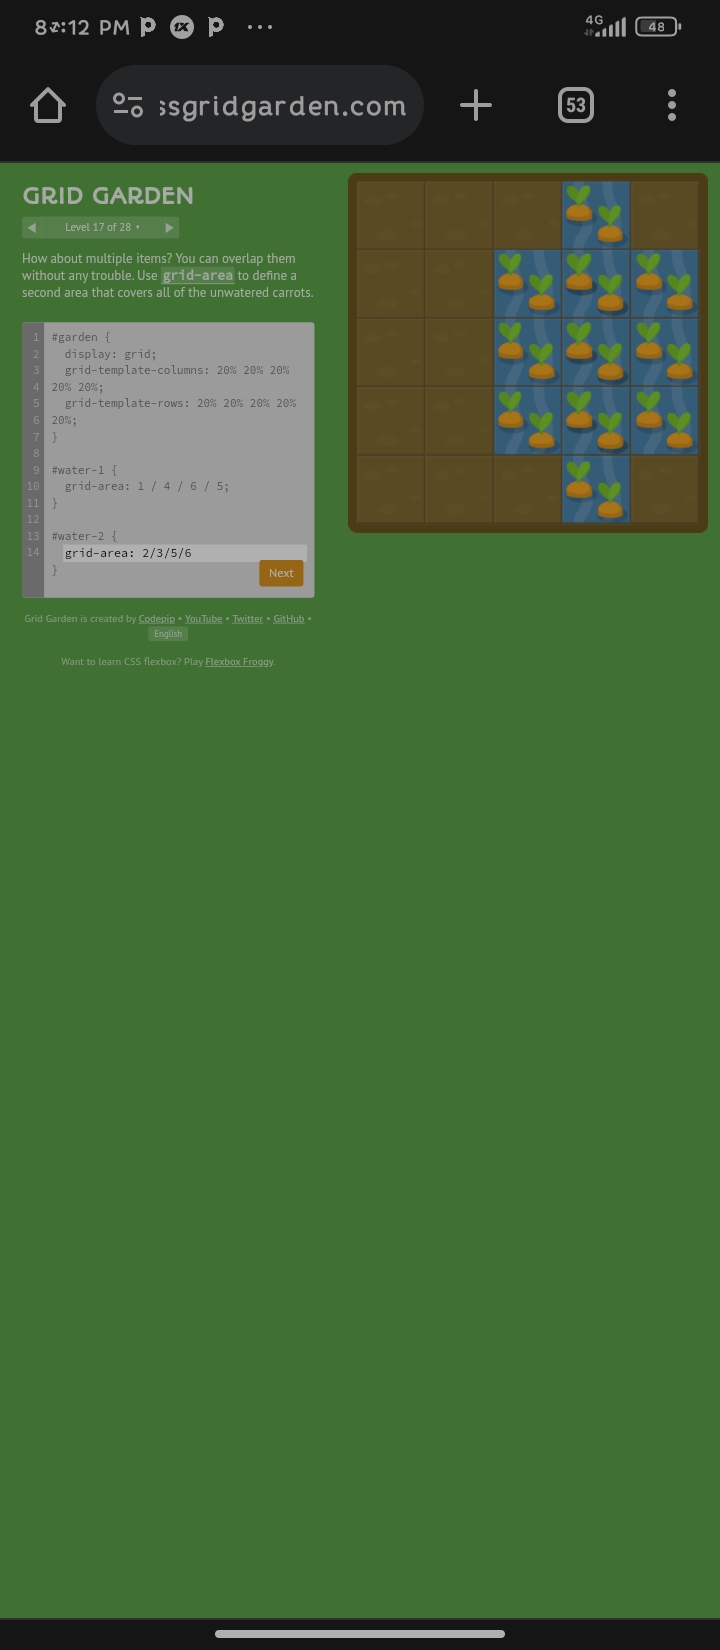 8:12 PM
4G
48
ssgridgarden.com
53
GRID GARDEN
Level 17 of 28
How about multiple items? You can overlap them
without any trouble. Use grid-area to define a
second area that covers all of the unwatered carrots.
1 #garden {
2 display: grid;
3 grid-template-columns: 20% 20% 20%
4 20% 20%;
5 grid-template-rows: 20% 20% 20% 20%
6 20%;
7 }
8
9 #water-1 {
10 grid-area: 1 / 4 / 6 / 5;
11 }
12
13 #water-2 {
14 grid-area: 2/3/5/6
}
Next
Grid Garden is created by Codepip • YouTube • Twitter • GitHub •
English
Want to learn CSS flexbox? Play Flexbox Froggy.